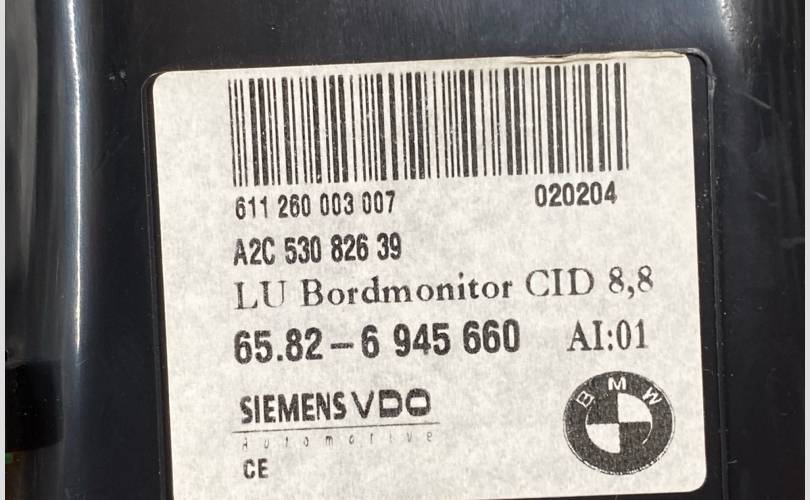 611 260 003 007 020204
A2C 530 826 39
LU Bordmonitor CID 8,8
65.82-6 945 660 AI:01
SIEMENS VDO
Automotive
CE
BMW